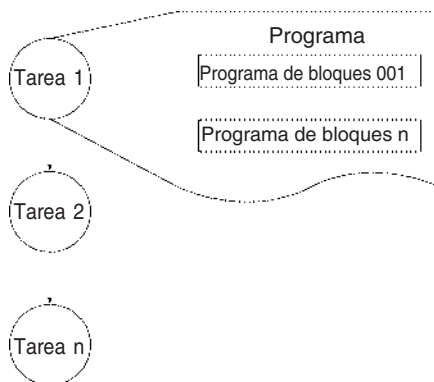 Programa
Tarea 1
Programa de bloques 001
Programa de bloques n
Tarea 2
Tarea n